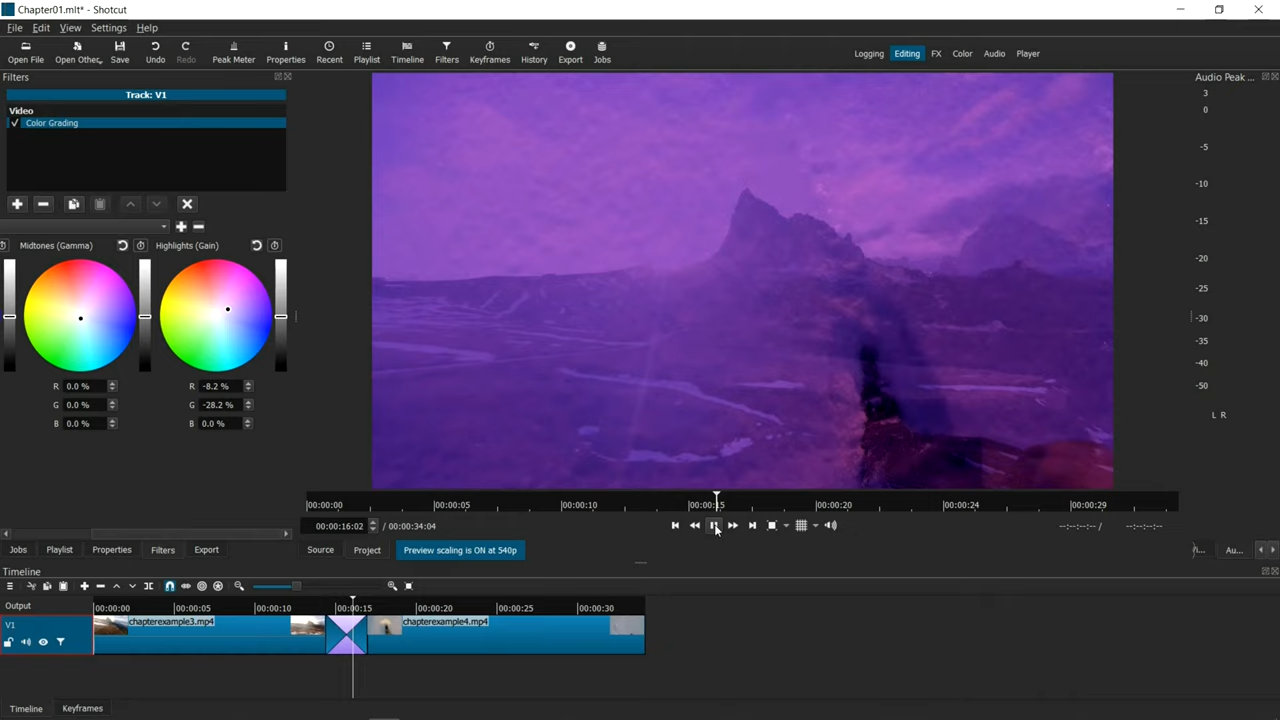 Chapter01.mlt* - Shotcut
File Edit View Settings Help
Open File Open Other... Save Undo Redo Peak Meter Properties Recent Playlist Timeline Filters Keyframes History Export Jobs
Logging Editing FX Color Audio Player
Filters
Audio Peak ...
Track: V1
Video
✓ Color Grading
Midtones (Gamma) Highlights (Gain)
R 0.0 % R -8.2 %
G 0.0 % G -28.2 %
B 0.0 % B 0.0 %
3
0
-5
-10
-15
-20
-25
-30
-35
-40
-50
L R
00:00:00 00:00:05 00:00:10 00:00:15 00:00:20 00:00:24 00:00:29
00:00:16:02 / 00:00:34:04 --:--:--:-- / --:--:--:--
Jobs Playlist Properties Filters Export
Source Project Preview scaling is ON at 540p
Au...
Timeline
Output 00:00:00 00:00:05 00:00:10 00:00:15 00:00:20 00:00:25 00:00:30
V1 chapterexample3.mp4 chapterexample4.mp4
Timeline Keyframes